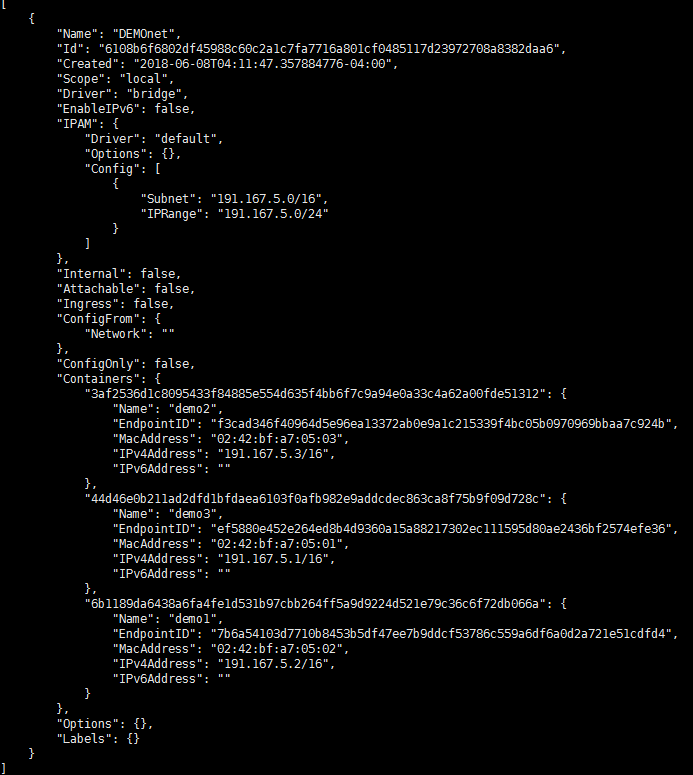 [
    {
        "Name": "DEMOnet",
        "Id": "6108b6f6802df45988c60c2a1c7fa7716a801cf0485117d23972708a8382daa6",
        "Created": "2018-06-08T04:11:47.357884776-04:00",
        "Scope": "local",
        "Driver": "bridge",
        "EnableIPv6": false,
        "IPAM": {
            "Driver": "default",
            "Options": {},
            "Config": [
                {
                    "Subnet": "191.167.5.0/16",
                    "IPRange": "191.167.5.0/24"
                }
            ]
        },
        "Internal": false,
        "Attachable": false,
        "Ingress": false,
        "ConfigFrom": {
            "Network": ""
        },
        "ConfigOnly": false,
        "Containers": {
            "3af2536d1c8095433f84885e554d635f4bb6f7c9a94e0a33c4a62a00fde51312": {
                "Name": "demo2",
                "EndpointID": "f3cad346f40964d5e96ea13372ab0e9a1c215339f4bc05b0970969bbaa7c924b",
                "MacAddress": "02:42:bf:a7:05:03",
                "IPv4Address": "191.167.5.3/16",
                "IPv6Address": ""
            },
            "44d46e0b211ad2dfd1bfdaea6103f0afb982e9addcdec863ca8f75b9f09d728c": {
                "Name": "demo3",
                "EndpointID": "ef5880e452e264ed8b4d9360a15a88217302ec111595d80ae2436bf2574efe36",
                "MacAddress": "02:42:bf:a7:05:01",
                "IPv4Address": "191.167.5.1/16",
                "IPv6Address": ""
            },
            "6b1189da6438a6fa4fe1d531b97cbb264ff5a9d9224d521e79c36c6f72db066a": {
                "Name": "demo1",
                "EndpointID": "7b6a54103d7710b8453b5df47ee7b9ddcf53786c559a6df6a0d2a721e51cdfd4",
                "MacAddress": "02:42:bf:a7:05:02",
                "IPv4Address": "191.167.5.2/16",
                "IPv6Address": ""
            }
        },
        "Options": {},
        "Labels": {}
    }
]